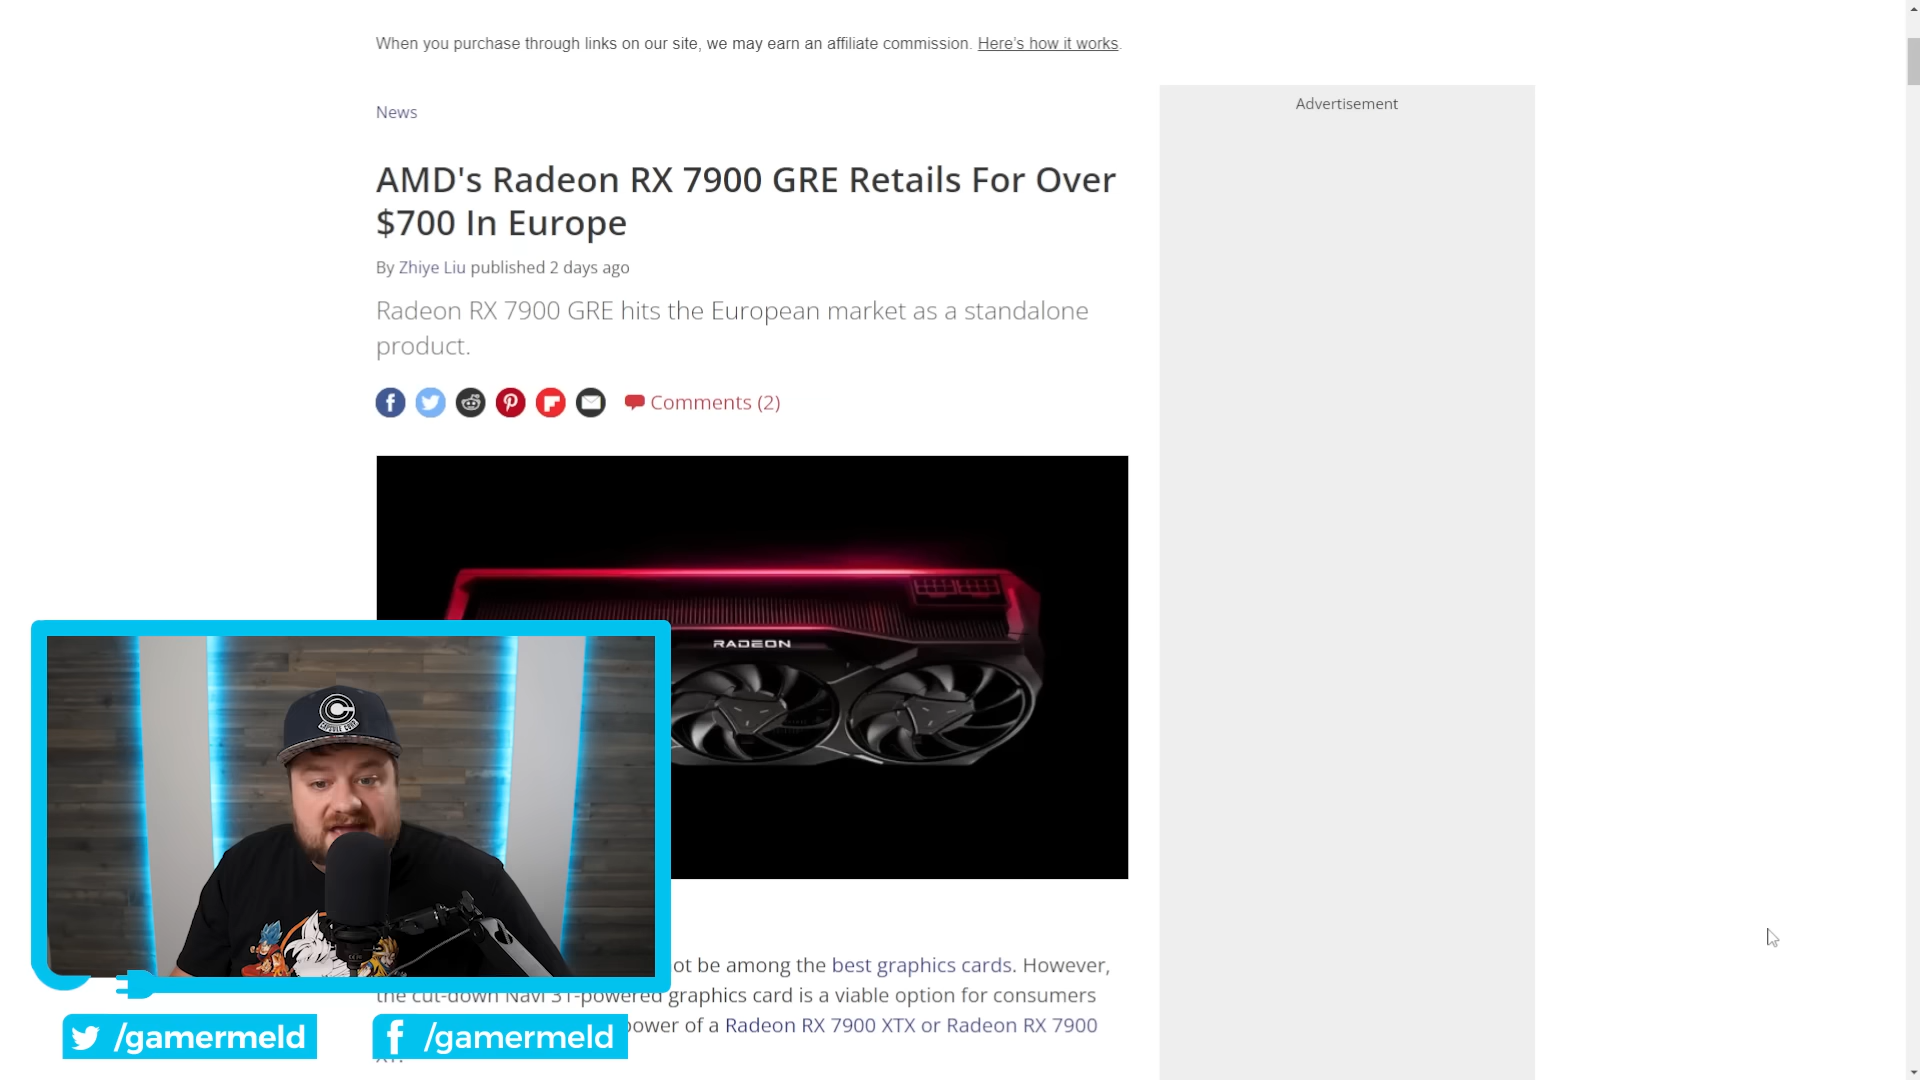 When you purchase through links on our site, we may earn an affiliate commission. Here’s how it works.
Advertisement
News
AMD's Radeon RX 7900 GRE Retails For Over
$700 In Europe
By Zhiye Liu published 2 days ago
Radeon RX 7900 GRE hits the European market as a standalone
product.
Comments (2)
RADEON
CAPSULE CORP
ot be among the best graphics cards. However,
the cut-down Navi 31-powered graphics card is a viable option for consumers
power of a Radeon RX 7900 XTX or Radeon RX 7900
/gamermeld
/gamermeld